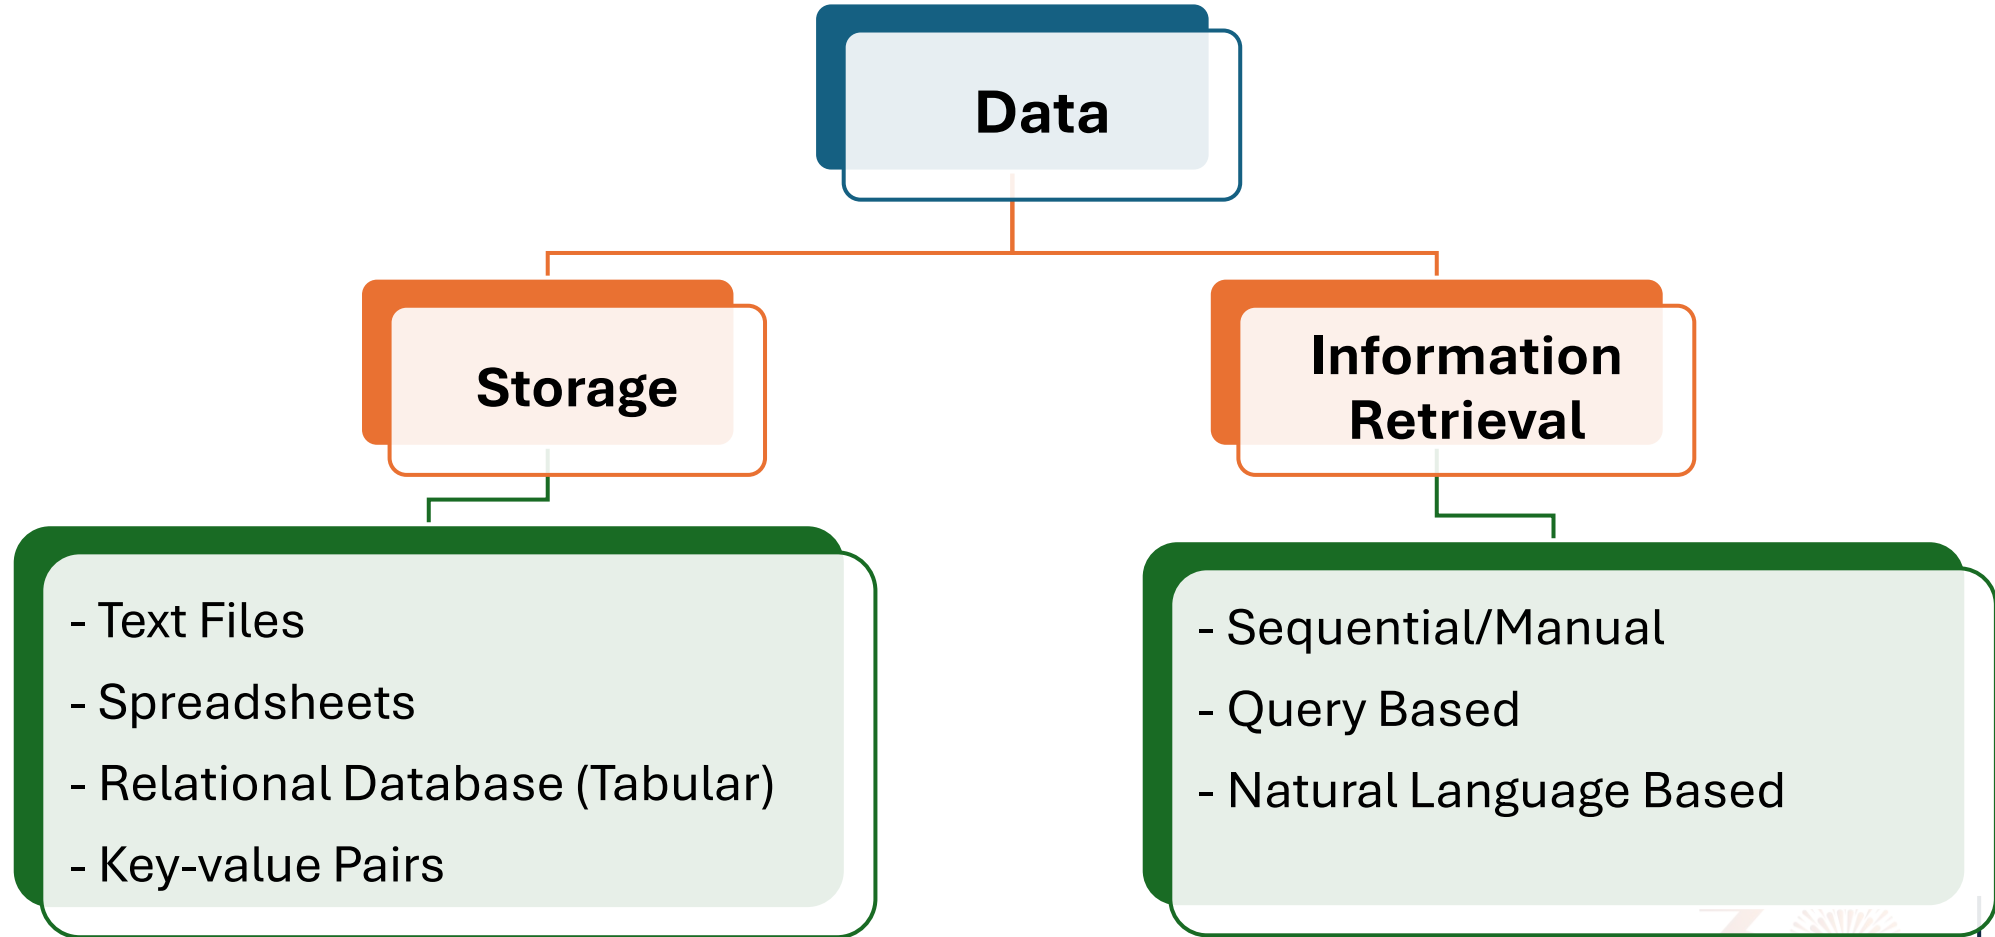 Data
Storage
Information
Retrieval
- Text Files
- Spreadsheets
- Relational Database (Tabular)
- Key-value Pairs
- Sequential/Manual
- Query Based
- Natural Language Based